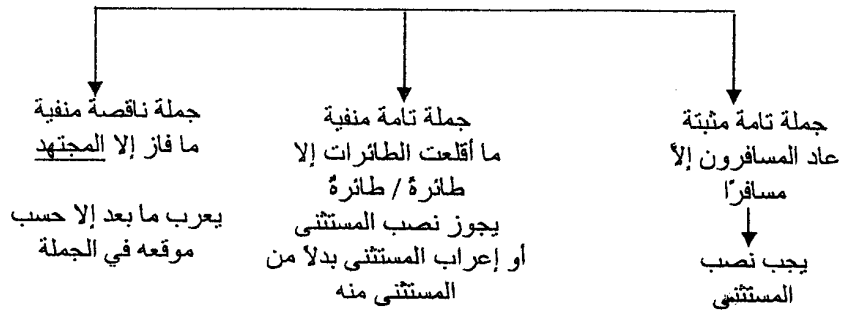 جملة تامة مثبتة
عاد المسافرون إلاّ
مسافرًا
يجب نصب
المستثنى
جملة تامة منفية
ما أقلعت الطائرات إلا
طائرةً / طائرةٌ
يجوز نصب المستثنى
أو إعراب المستثنى بدلاً من
المستثنى منه
جملة ناقصة منفية
ما فاز إلا المجتهد
يعرب ما بعد إلا حسب
موقعه في الجملة